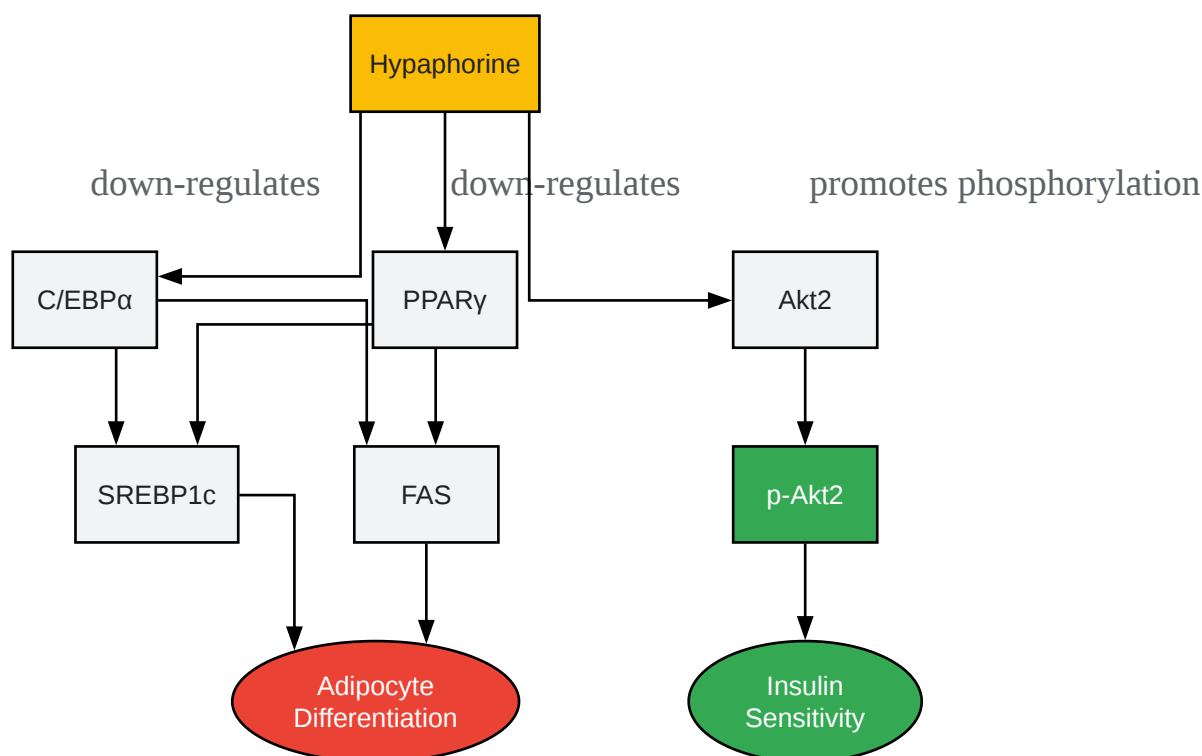 Hypaphorine
down-regulates
down-regulates
promotes phosphorylation
C/EBPα
PPARγ
Akt2
SREBP1c
FAS
p-Akt2
Adipocyte
Differentiation
Insulin
Sensitivity